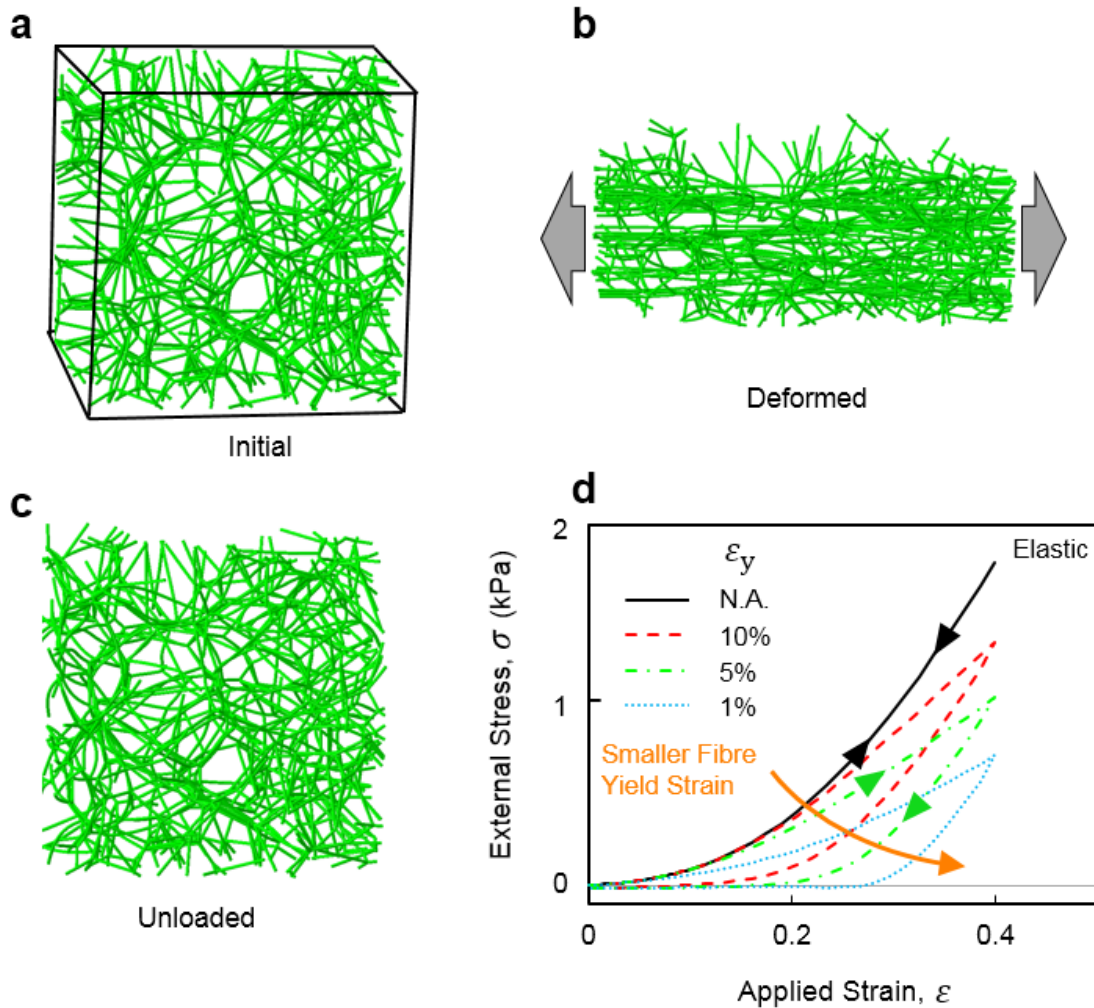 a
Initial
b
Deformed
c
Unloaded
d
External Stress, σ (kPa)
2
1
0
εy
N.A.
10%
5%
1%
Elastic
Smaller Fibre
Yield Strain
0
0.2
0.4
Applied Strain, ε